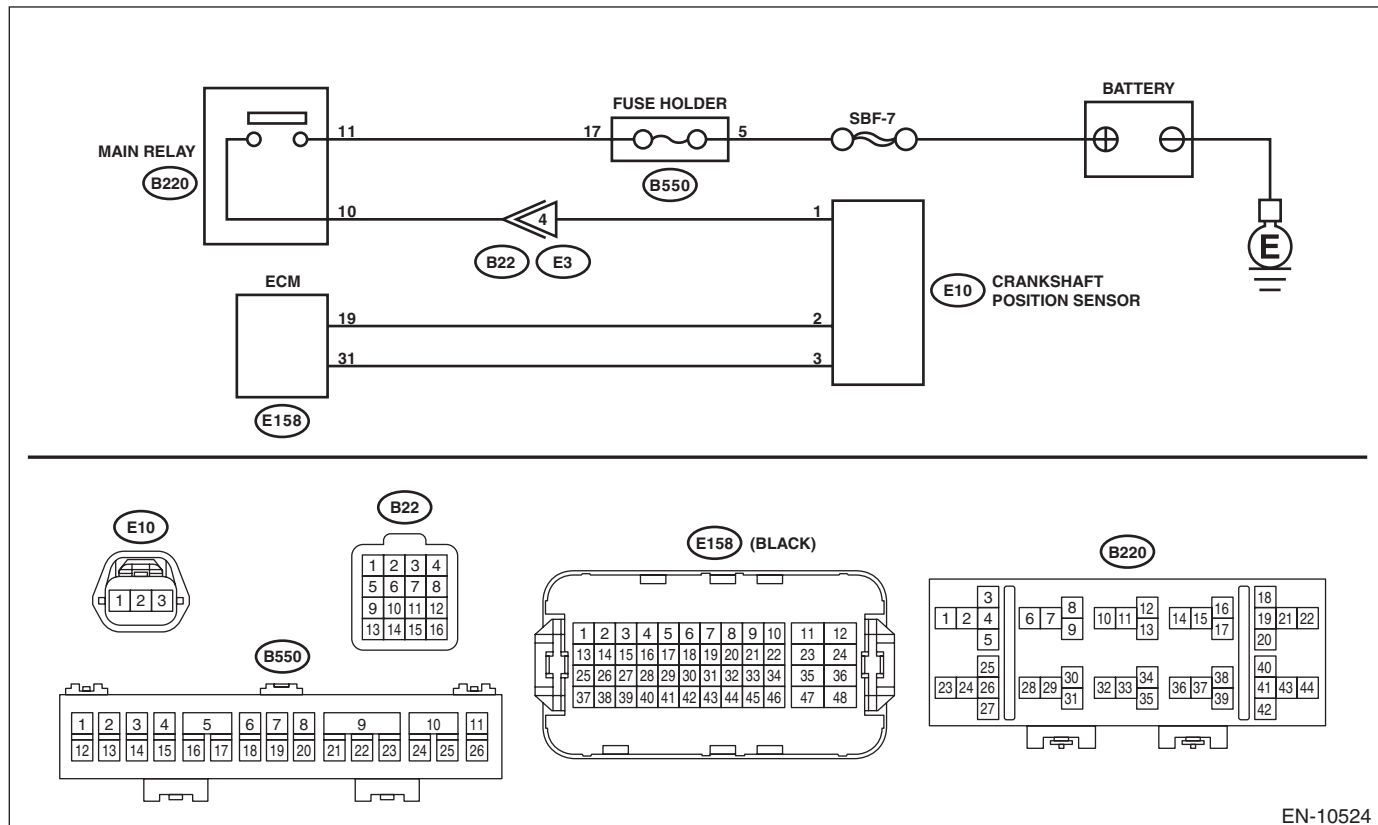 BATTERY
FUSE HOLDER
SBF-7
11
17
5
MAIN RELAY
B220
B550
10
4
1
B22
E3
E
ECM
E10
CRANKSHAFT
POSITION SENSOR
19
2
31
3
E158
E10
1 2 3
B22
1 2 3 4
5 6 7 8
9 10 11 12
13 14 15 16
E158 (BLACK)
1 2 3 4 5 6 7 8 9 10 11 12
13 14 15 16 17 18 19 20 21 22 23 24
25 26 27 28 29 30 31 32 33 34 35 36
37 38 39 40 41 42 43 44 45 46 47 48
B220
3 8 12 16 18
1 2 4 6 7 10 11 14 15 19 21 22
5 9 13 17 20
25 30 34 38 40
23 24 26 28 29 32 33 36 37 41 43 44
27 31 35 39 42
B550
1 2 3 4 5 6 7 8 9 10 11
12 13 14 15 16 17 18 19 20 21 22 23 24 25 26
EN-10524